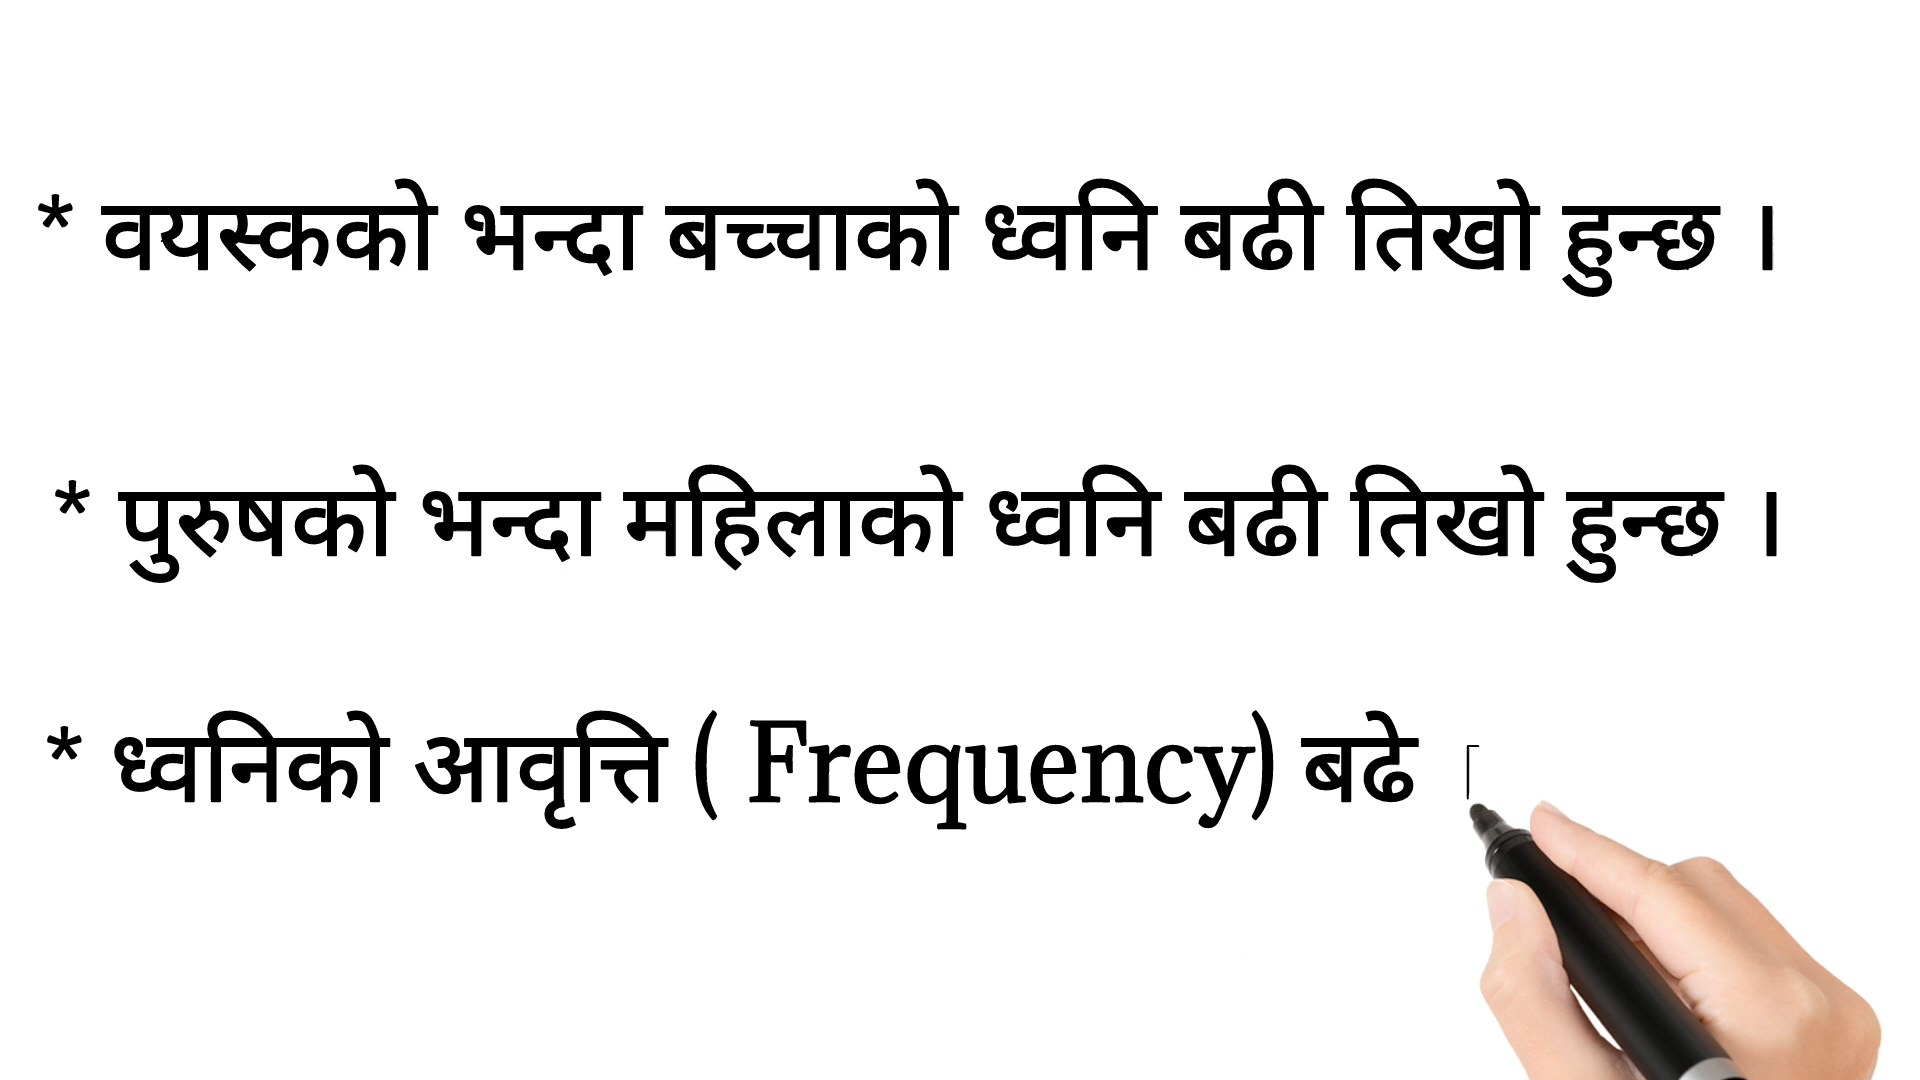 * वयस्कको भन्दा बच्चाको ध्वनि बढी तिखो हुन्छ ।
* पुरुषको भन्दा महिलाको ध्वनि बढी तिखो हुन्छ ।
* ध्वनिको आवृत्ति ( Frequency) बढे